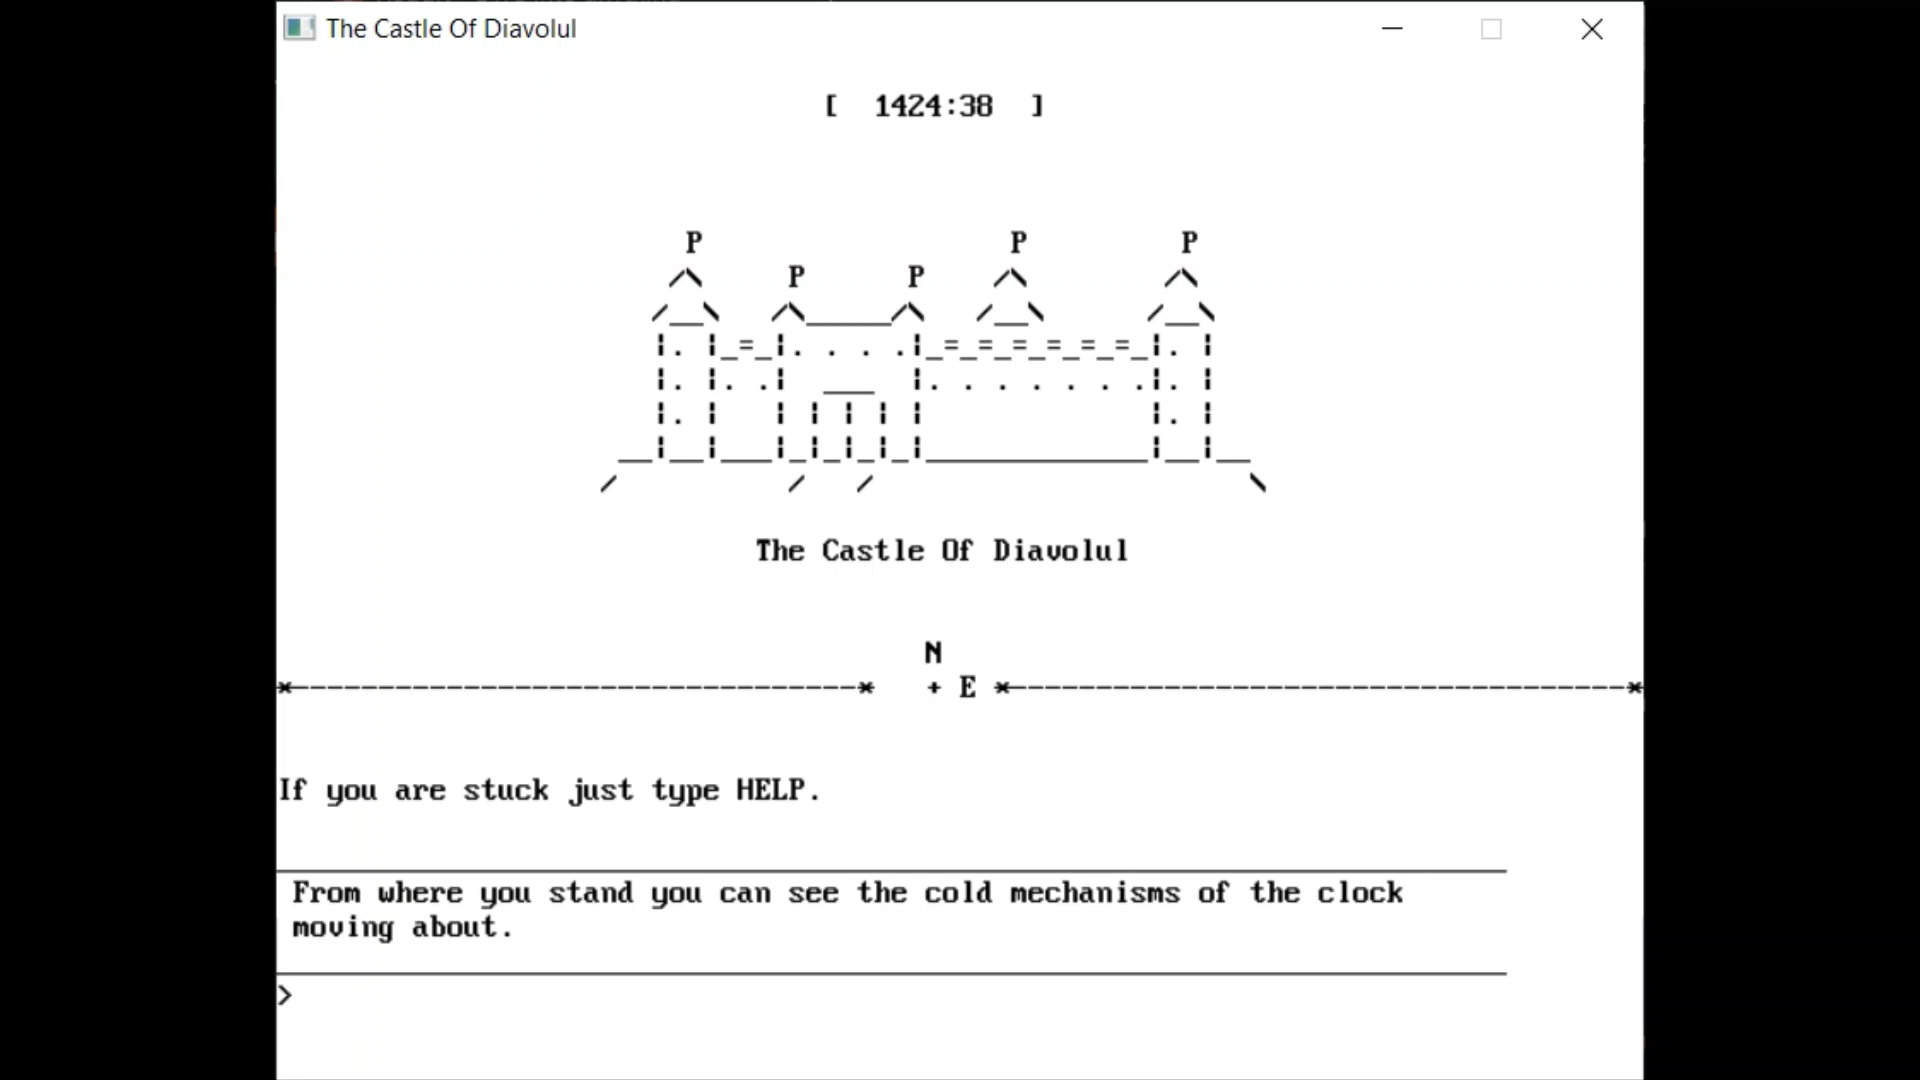 The Castle Of Diavolul
[ 1424:38 ]
P P P
P P
The Castle Of Diavolul
N
+ E
If you are stuck just type HELP.
From where you stand you can see the cold mechanisms of the clock
moving about.
>